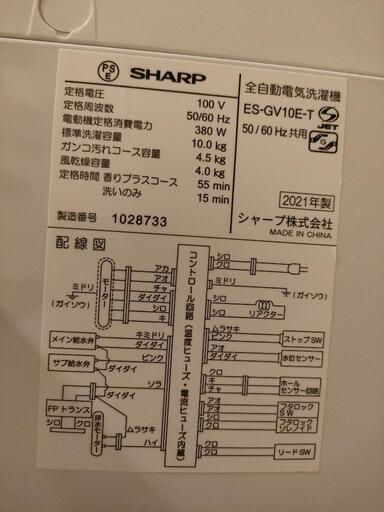 PS
E
SHARP
定格電圧 100 V
定格周波数 50/60 Hz
電動機定格消費電力 380 W
標準洗濯容量 10.0 kg
ガンコ汚れコース容量 4.5 kg
風乾燥容量 4.0 kg
定格時間 香りプラスコース 55 min
洗いのみ 15 min
製造番号 1028733
全自動電気洗濯機
ES-GV10E-T
JET
50/60 Hz共用
2021年製
シャープ株式会社
MADE IN CHINA
配線図
ミドリ
(ガイソウ)
モーター
アカ
アオ
チャ
ダイダイ
シロ
キ
メイン給水弁
サブ給水弁
ダイダイ
キミドリ
ダイダイ
ピンク
ソラ
ダイダイ
FPトランス
シロ クロ
排水モーター
ムラサキ
ハイ
コントロール回路
(温度ヒューズ・電流ヒューズ内蔵)
シロ
クロ
ミドリ
(ガイソウ)
シロ
シロ
リアクター
ムラサキ
ピンク
ストップSW
アオ
ダイダイ
水位センサー
クロ
キ
チャ
ホール
センサー回路
アオ
アオ
フタロック
SW
クロ
クロ
フタロック
ソレノイド
クロ
クロ
リードSW